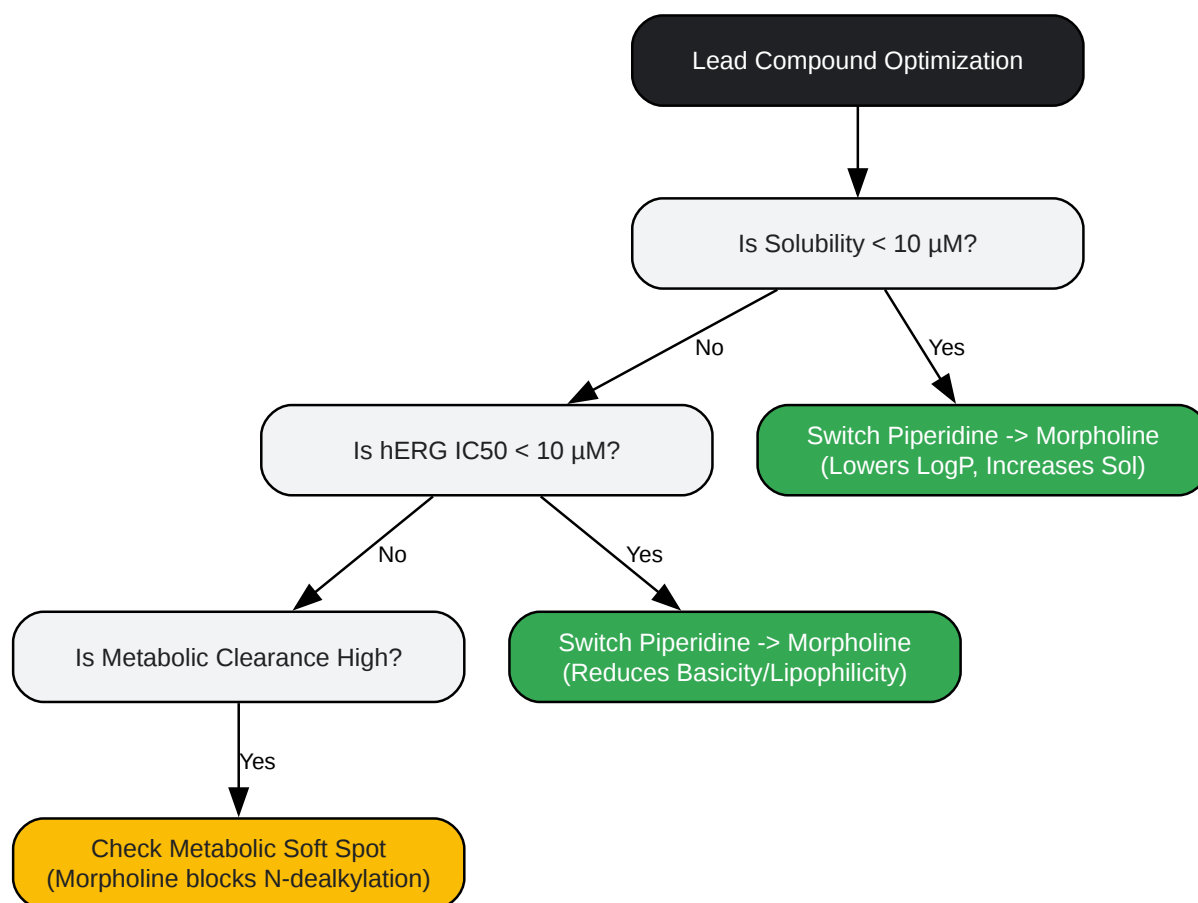 Lead Compound Optimization
Is Solubility < 10 µM?
No
Yes
Is hERG IC50 < 10 µM?
Switch Piperidine -> Morpholine
(Lowers LogP, Increases Sol)
No
Yes
Is Metabolic Clearance High?
Switch Piperidine -> Morpholine
(Reduces Basicity/Lipophilicity)
Yes
Check Metabolic Soft Spot
(Morpholine blocks N-dealkylation)